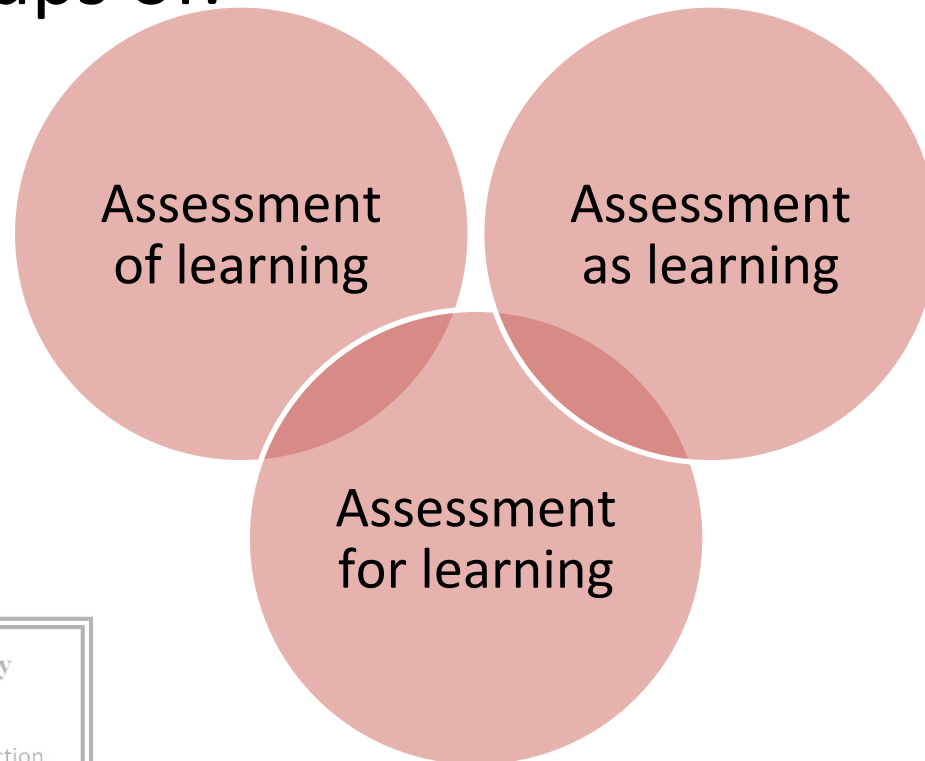 Assessment
of learning
Assessment
as learning
Assessment
for learning